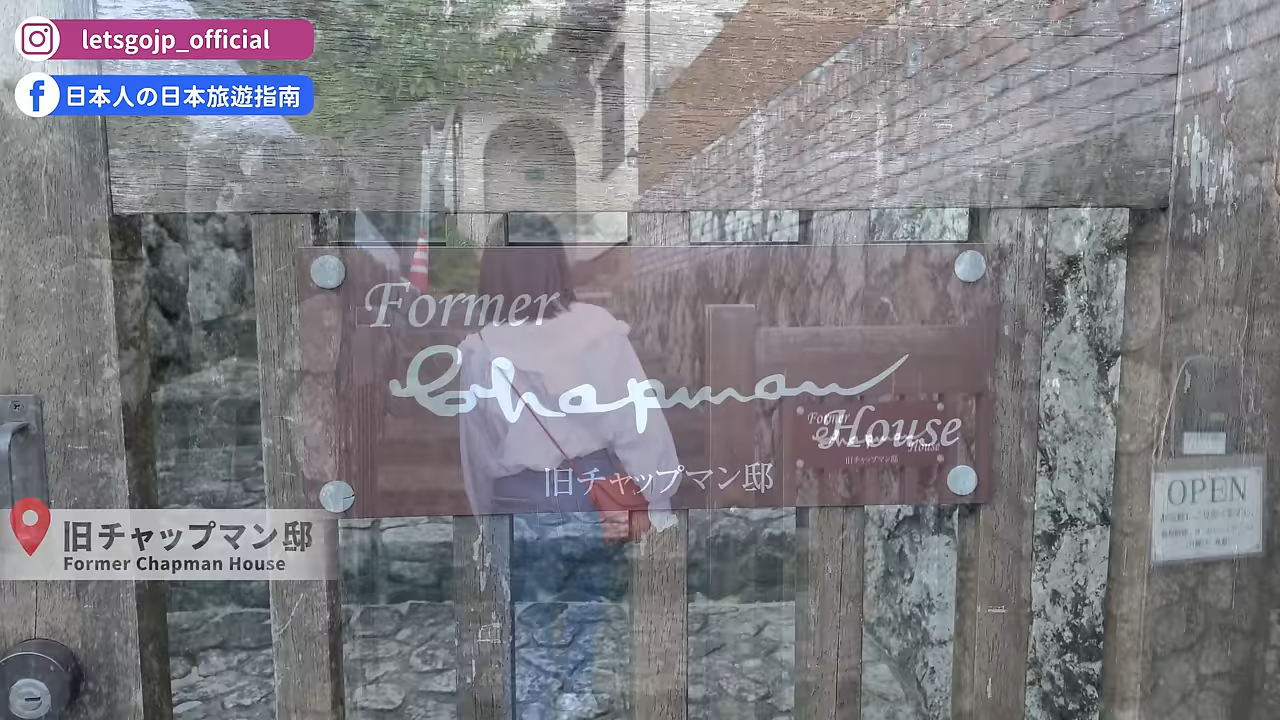 letsgojp_official
日本人の日本旅遊指南
Former
Chapman
House
旧チャップマン邸
Former
Chapman
House
旧チャップマン邸
OPEN
旧チャップマン邸
Former Chapman House